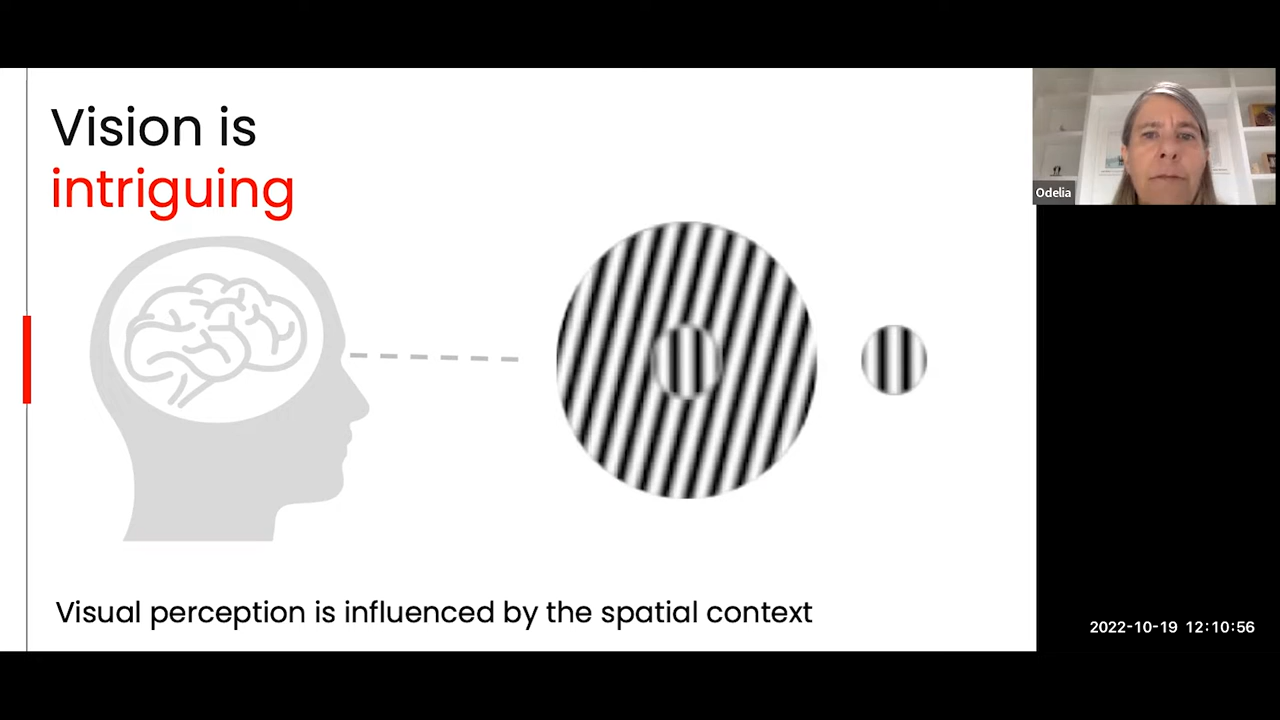 Vision is
intriguing
Odelia
Visual perception is influenced by the spatial context
2022-10-19 12:10:56